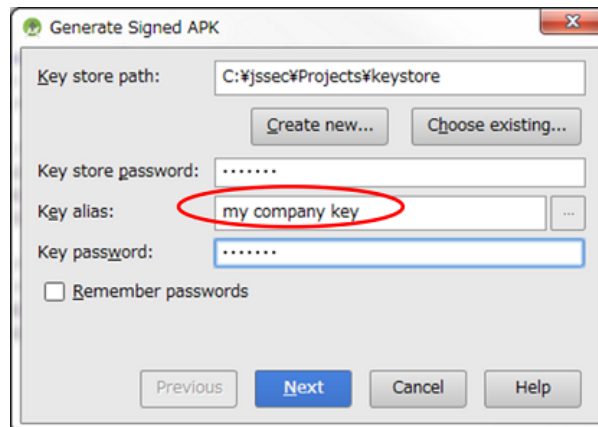 Generate Signed APK
Key store path: C:¥jssec¥Projects¥keystore
Create new... Choose existing...
Key store password: •••••••
Key alias: my company key ...
Key password: •••••••
Remember passwords
Previous Next Cancel Help